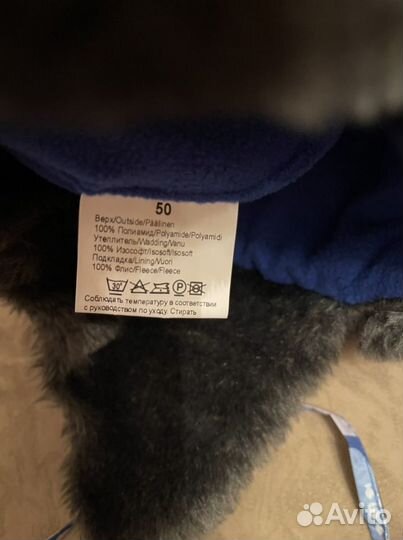 50
Верх/Outside/Päällinen
100% Полиамид/Polyamide/Polyamidi
Утеплитель/Wadding/Vanu
100% Изософт/Isosoft/Isosoft
Подкладка/Lining/Vuori
100% Флис/Fleece/Fleece
30° P
Соблюдать температуру в соответствии
с руководством по уходу. Стирать
Avito